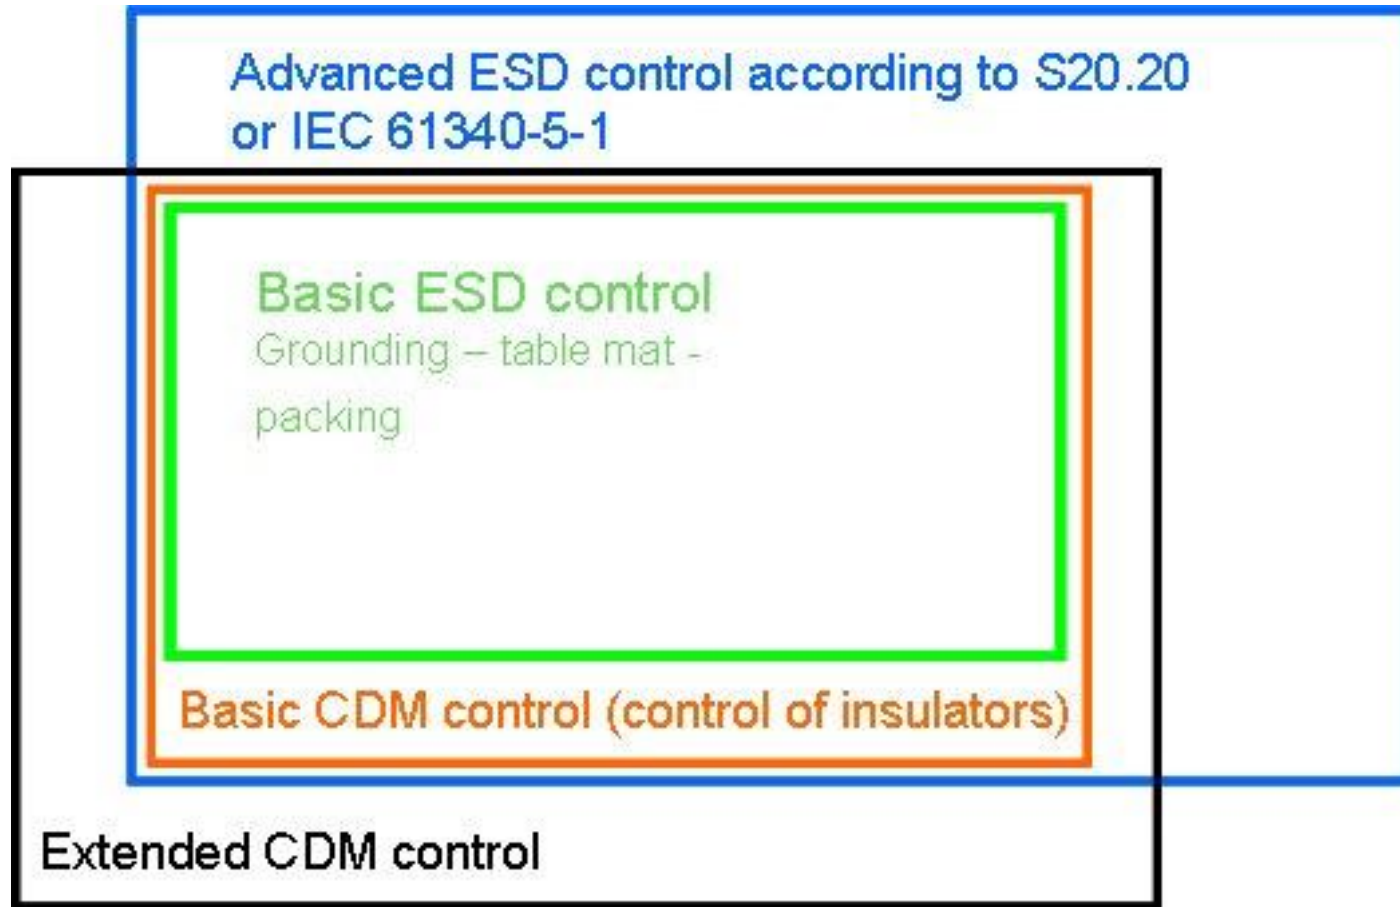 Advanced ESD control according to S20.20
or IEC 61340-5-1
Basic ESD control
Grounding – table mat -
packing
Basic CDM control (control of insulators)
Extended CDM control